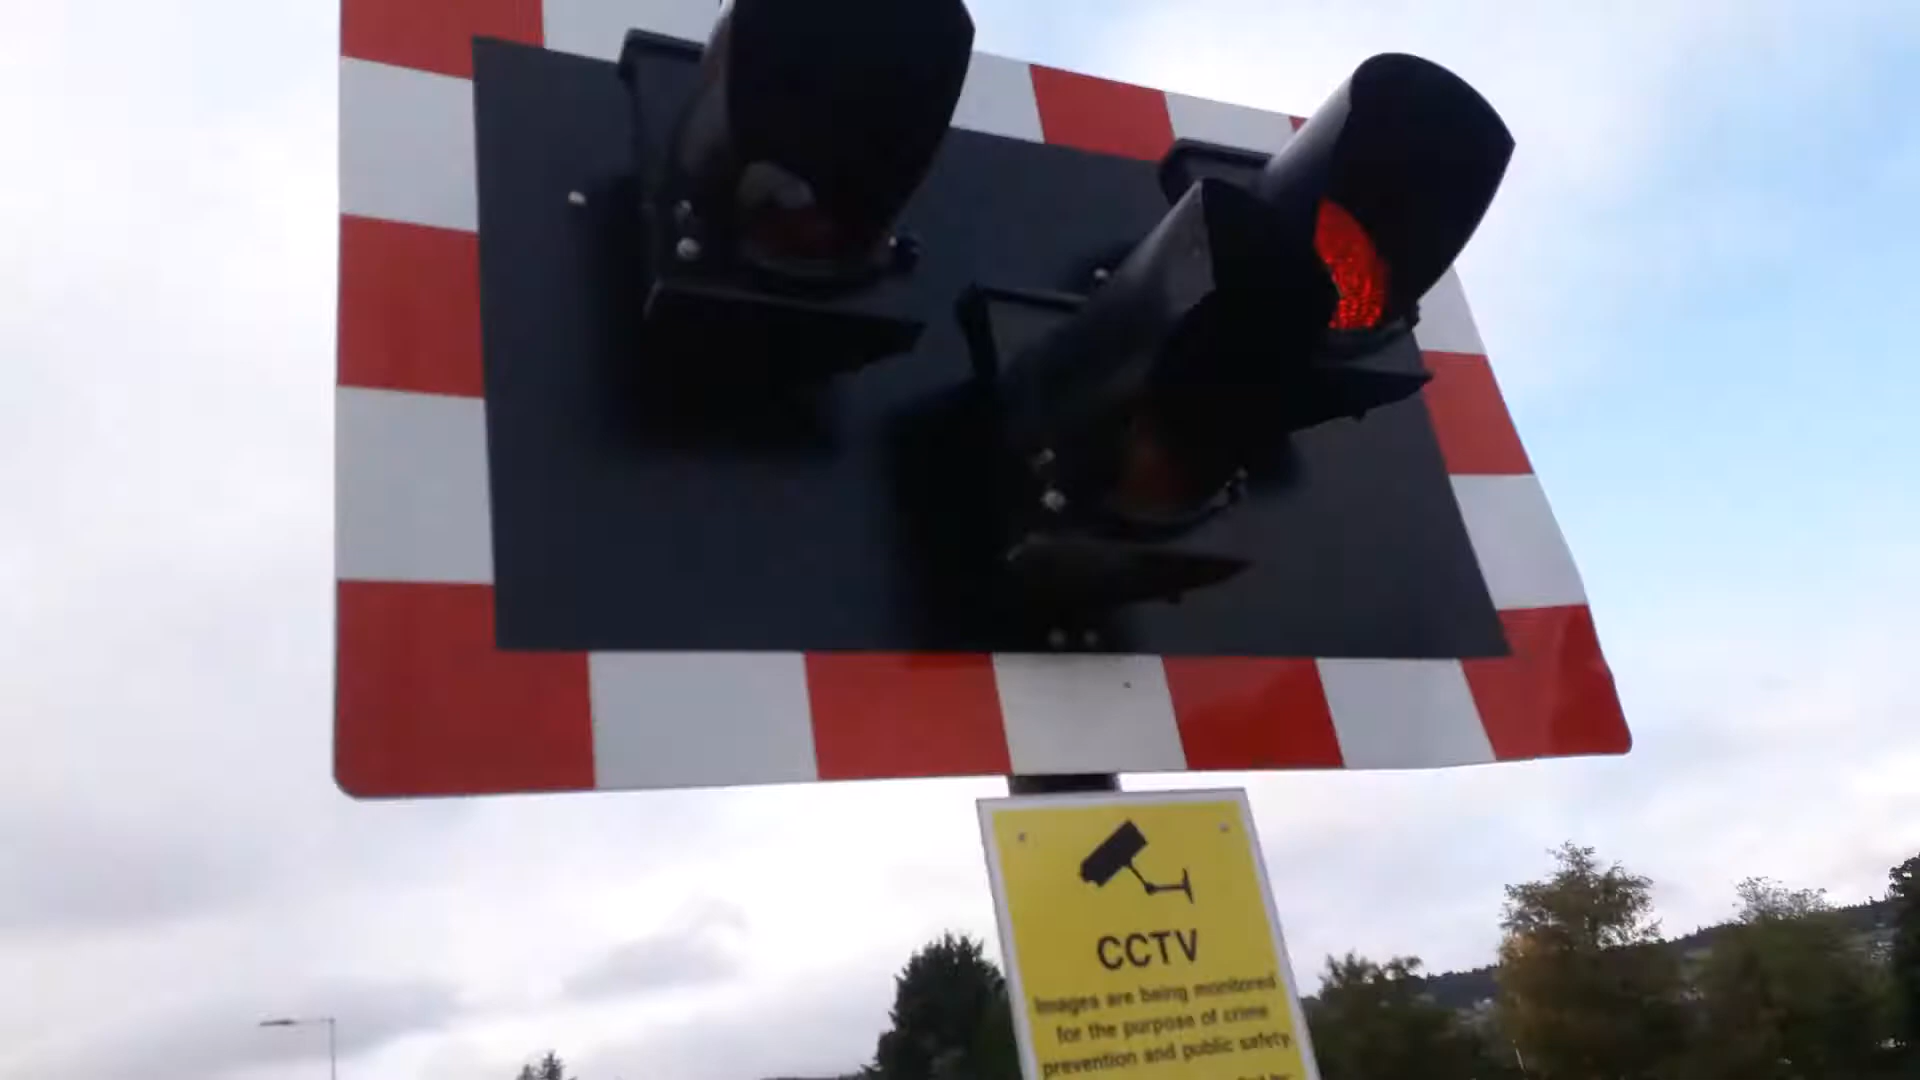 CCTV
Images are being monitored
for the purpose of crime
prevention and public safety.